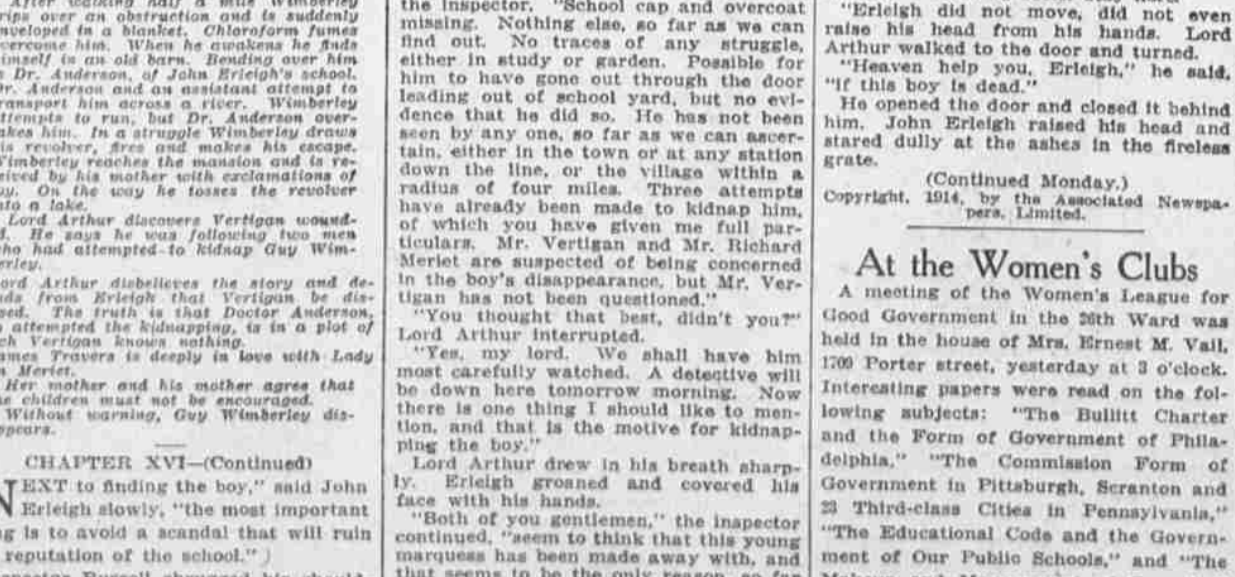 After walking half a mile Wimberley
rips over an obstruction and is suddenly
nveloped in a blanket. Chloroform fumes
vercome him. When he awakens he finds
imself in an old barn. Bending over him
Dr. Anderson, of John Erleigh's school.
Dr. Anderson and an assistant attempt to
ransport him across a river. Wimberley
ttempts to run, but Dr. Anderson over-
akes him. In a struggle Wimberley draws
is revolver, fires and makes his escape.
Wimberley reaches the mansion and is re-
eived by his mother with exclamations of
oy. On the way he tosses the revolver
nto a lake.
Lord Arthur discovers Vertigan wound-
d. He says he was following two men
ho had attempted to kidnap Guy Wim-
erley.
ord Arthur disbelieves the story and de-
ds from Erleigh that Vertigan be dis-
sed. The truth is that Doctor Anderson,
attempted the kidnapping, is in a plot of
ch Vertigan knows nothing.
ames Travers is deeply in love with Lady
n Meriet.
Her mother and his mother agree that
e children must not be encouraged.
Without warning, Guy Wimberley dis-
ppears.
CHAPTER XVI—(Continued)
NEXT to finding the boy," said John
Erleigh slowly, "the most important
ng is to avoid a scandal that will ruin
reputation of the school."
the inspector. "School cap and overcoat
missing. Nothing else, so far as we can
find out. No traces of any struggle,
either in study or garden. Possible for
him to have gone out through the door
leading out of school yard, but no evi-
dence that he did so. He has not been
seen by any one, so far as we can ascer-
tain, either in the town or at any station
down the line, or the village within a
radius of four miles. Three attempts
have already been made to kidnap him,
of which you have given me full par-
ticulars. Mr. Vertigan and Mr. Richard
Meriet are suspected of being concerned
in the boy's disappearance, but Mr. Ver-
tigan has not been questioned."
"You thought that best, didn't you?"
Lord Arthur interrupted.
"Yes, my lord. We shall have him
most carefully watched. A detective will
be down here tomorrow morning. Now
there is one thing I should like to men-
tion, and that is the motive for kidnap-
ping the boy."
Lord Arthur drew in his breath sharp-
ly. Erleigh groaned and covered his
face with his hands.
"Both of you gentlemen," the inspector
continued, "seem to think that this young
marquess has been made away with, and
that seems to be the only reason, so far
"Erleigh did not move, did not even
raise his head from his hands. Lord
Arthur walked to the door and turned.
"Heaven help you, Erleigh," he said,
"if this boy is dead."
He opened the door and closed it behind
him. John Erleigh raised his head and
stared dully at the ashes in the fireless
grate.
(Continued Monday.)
Copyright, 1914, by the Associated Newspa-
pers, Limited.
At the Women's Clubs
A meeting of the Women's League for
Good Government in the 26th Ward was
held in the house of Mrs. Ernest M. Vail,
1709 Porter street, yesterday at 3 o'clock.
Interesting papers were read on the fol-
lowing subjects: "The Bullitt Charter
and the Form of Government of Phila-
delphia," "The Commission Form of
Government in Pittsburgh, Scranton and
23 Third-class Cities in Pennsylvania,"
"The Educational Code and the Govern-
ment of Our Public Schools," and "The